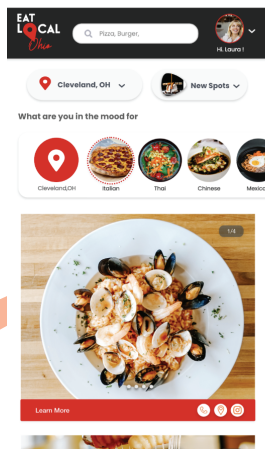 EAT
LOCAL
Ohio
Pizza, Burger,
Hi, Laura !
Cleveland, OH
New Spots
What are you in the mood for
Cleveland,OH
Italian
Thai
Chinese
Mexica
1/4
Learn More